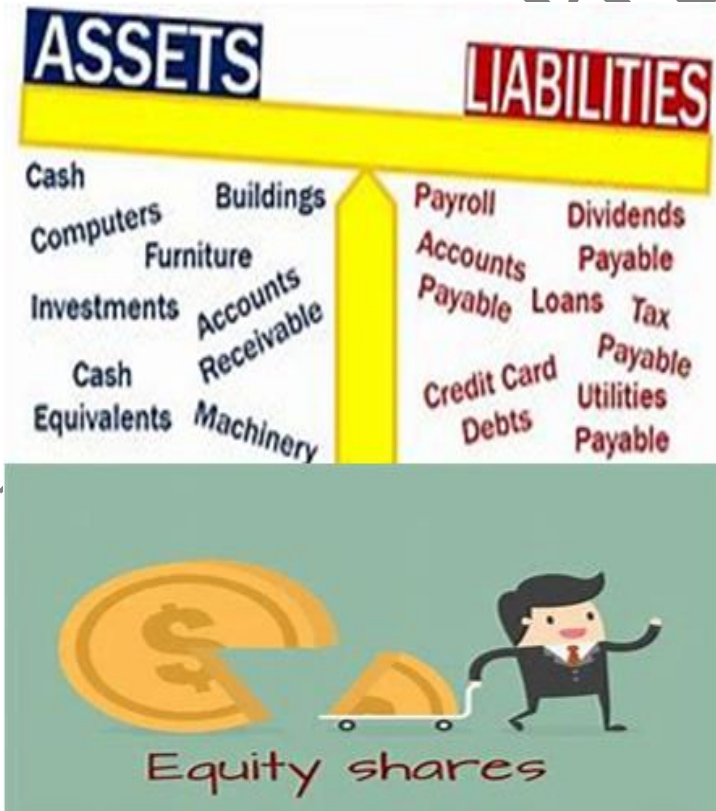 ASSETS
LIABILITIES
Cash
Buildings
Computers
Furniture
Investments
Accounts
Receivable
Cash
Equivalents
Machinery
Payroll
Dividends
Payable
Accounts
Payable
Loans
Tax
Payable
Credit Card
Debts
Utilities
Payable
$
Equity shares